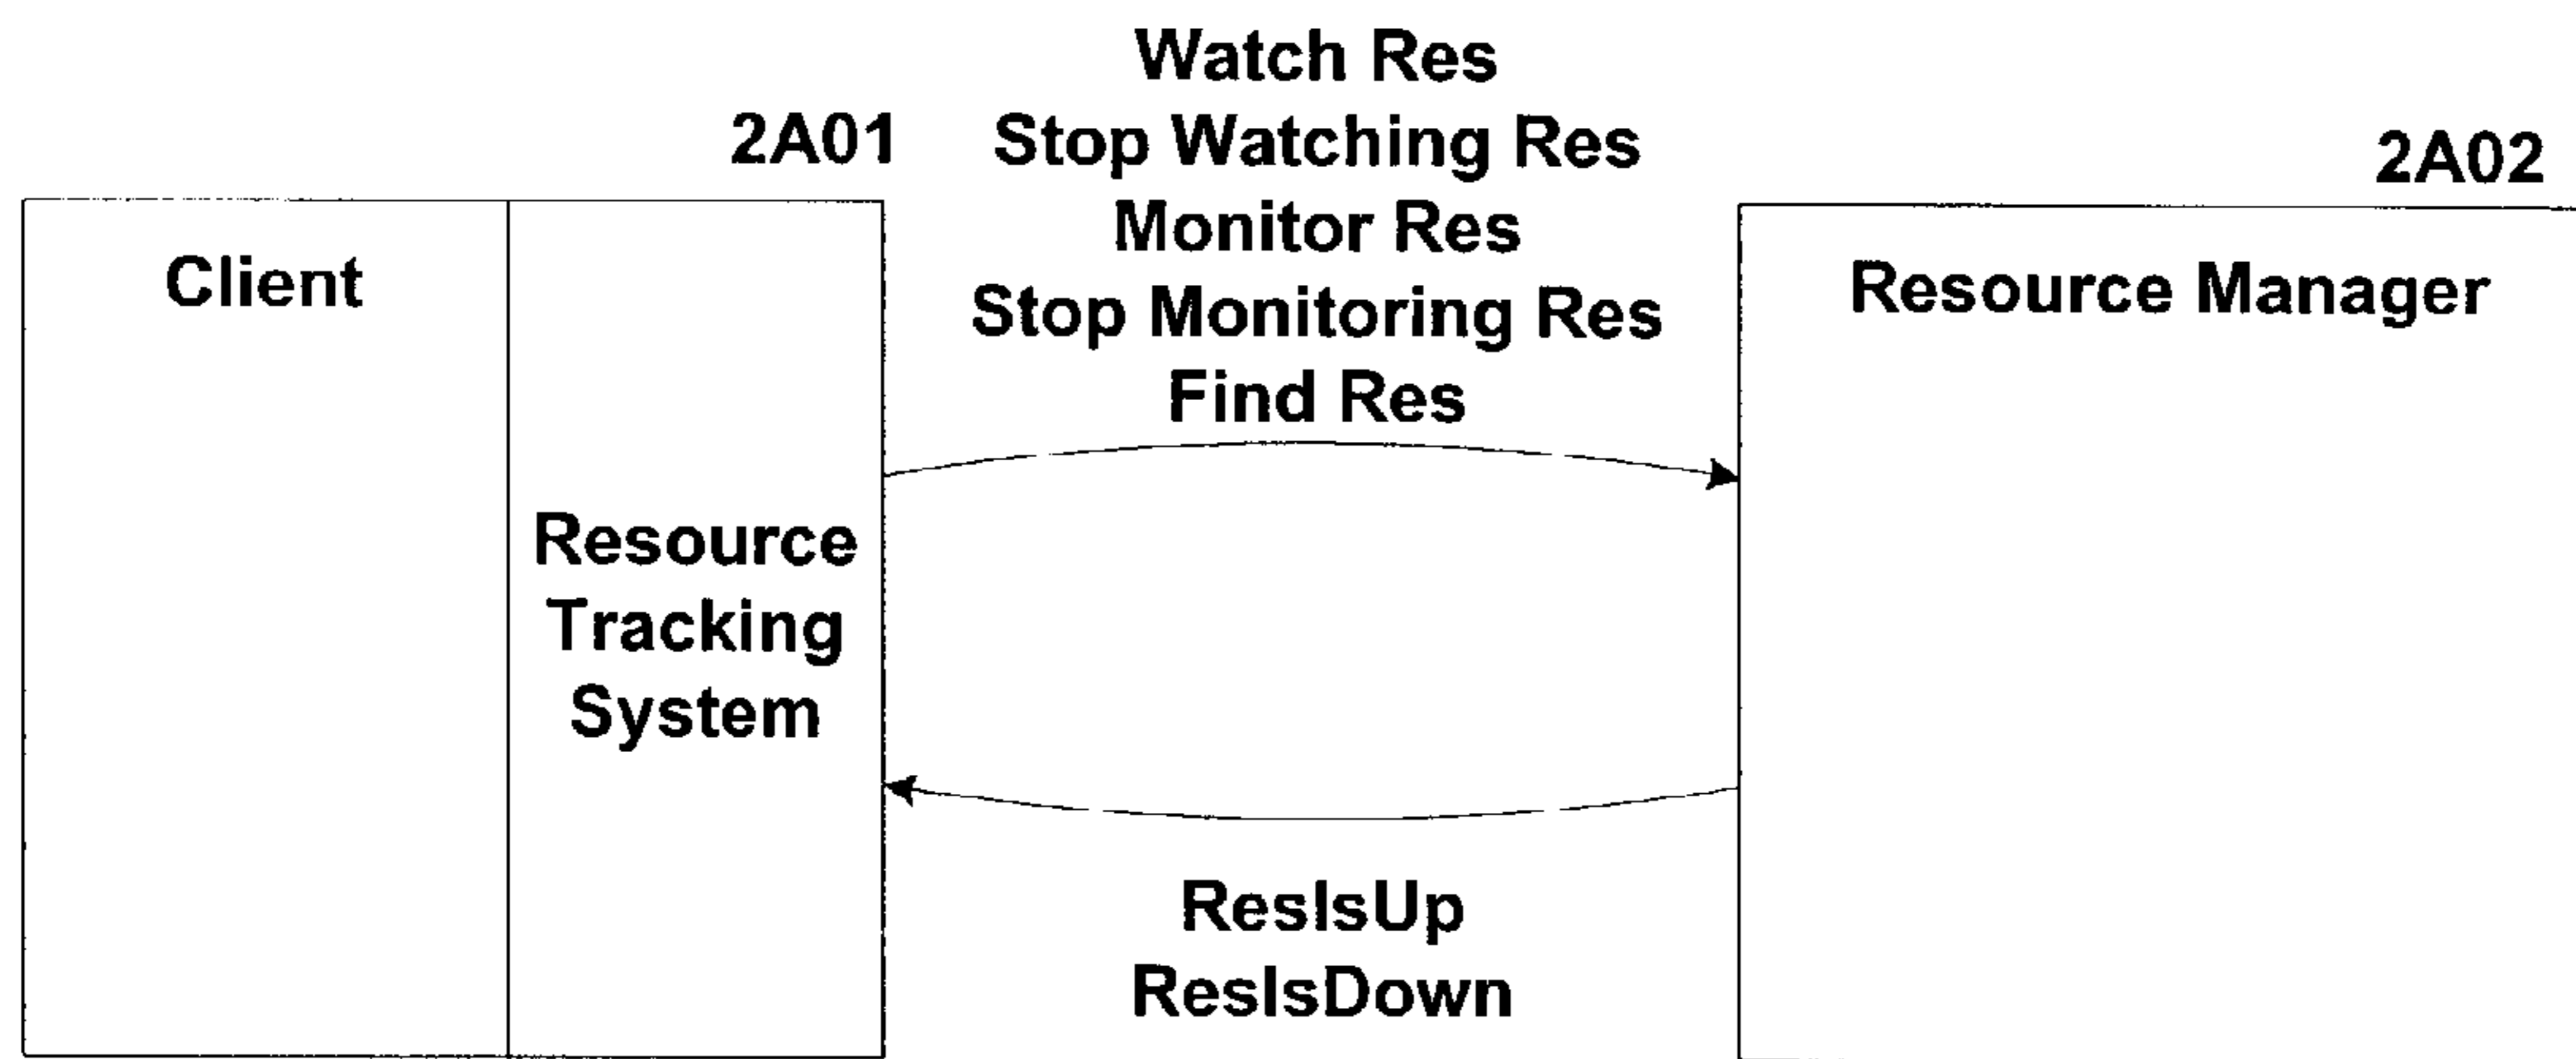 Watch Res
2A01
Stop Watching Res
2A02
Monitor Res
Client
Stop Monitoring Res
Resource Manager
Find Res
Resource
Tracking
System
ResIsUp
ResIsDown